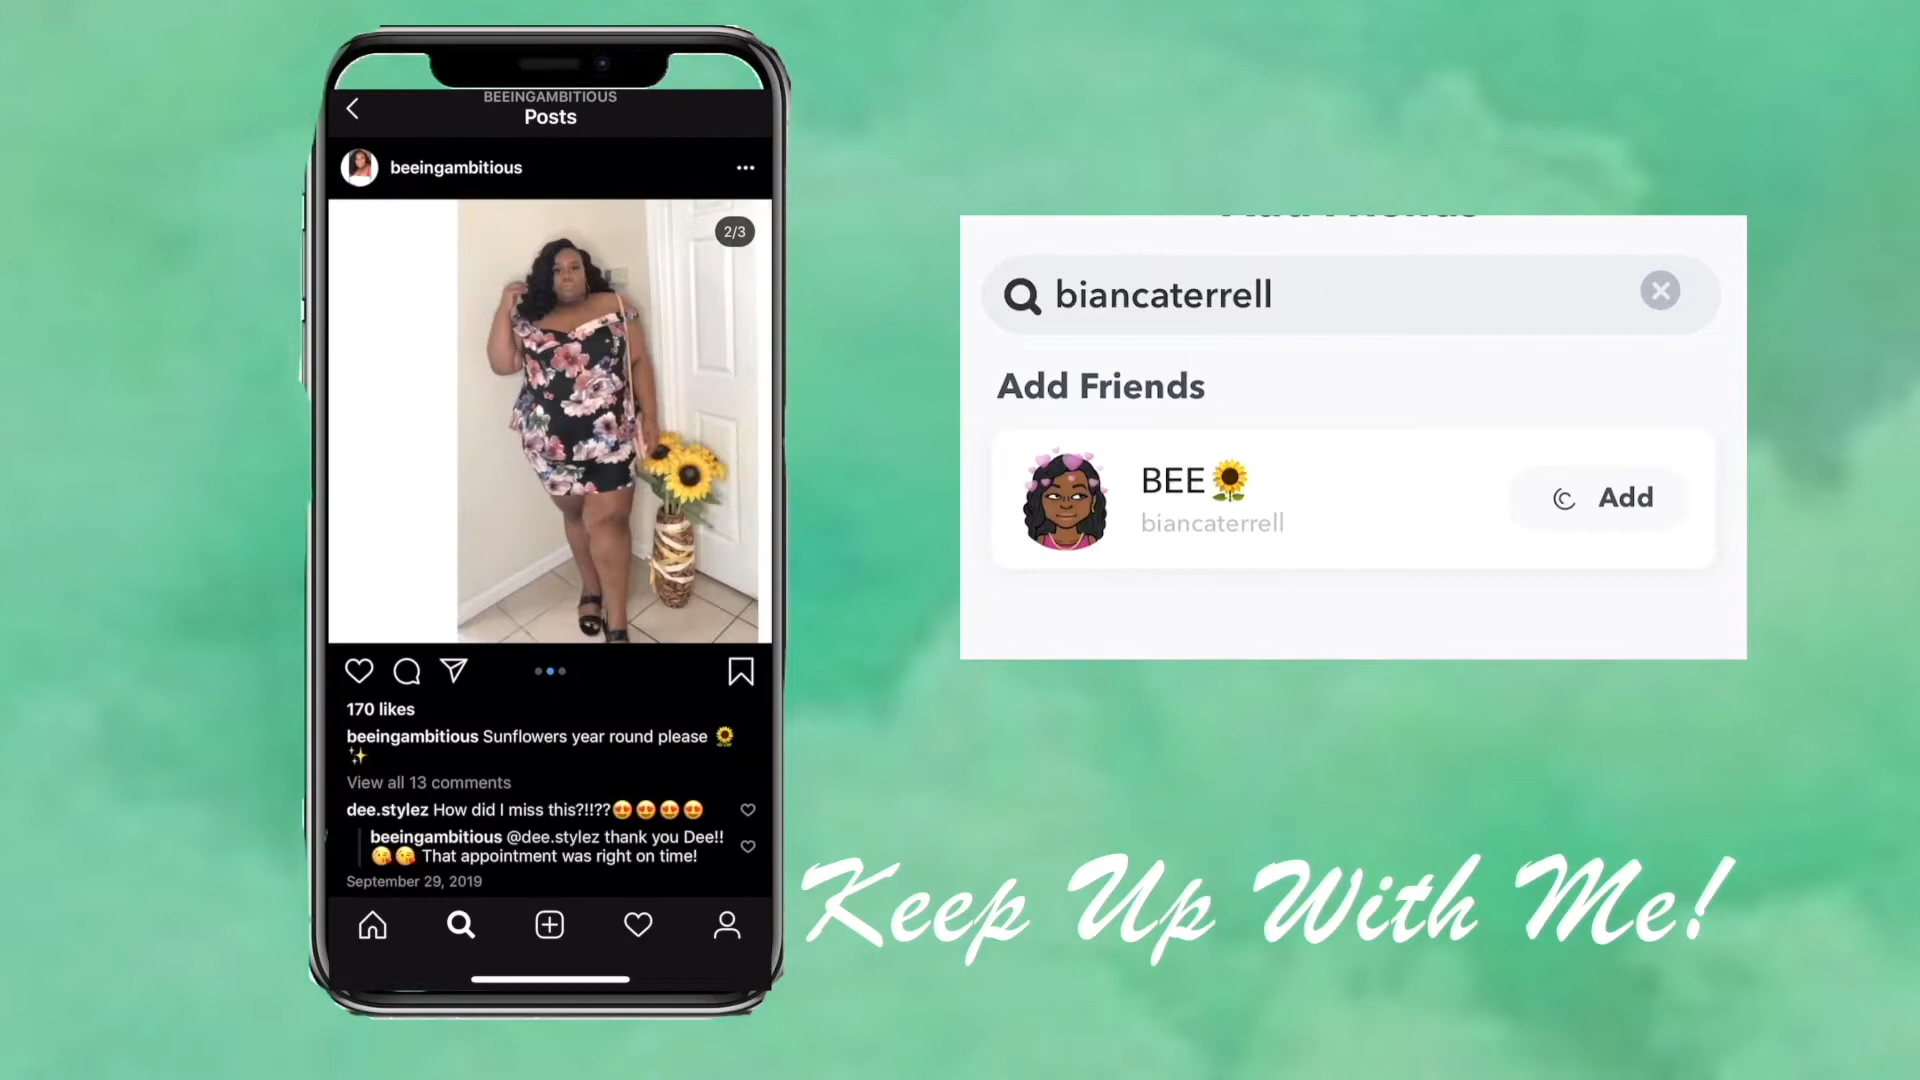 BEEINGAMBITIOUS
Posts
beeingambitious
2/3
170 likes
beeingambitious Sunflowers year round please 🌻
✨
View all 13 comments
dee.stylez How did I miss this?!!??😍😍😍😍
beeingambitious @dee.stylez thank you Dee!!
😘😘 That appointment was right on time!
September 29, 2019
Add Friends
biancaterrell
Add Friends
BEE🌻
biancaterrell
Add
Keep Up With Me!